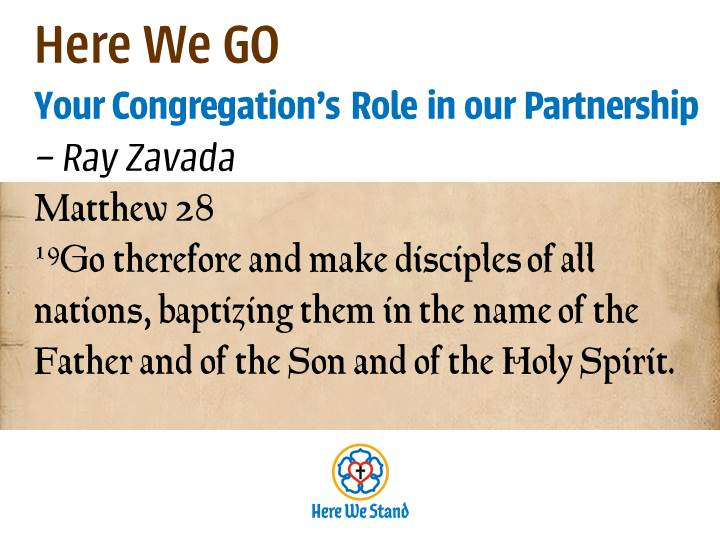 Here We GO
Your Congregation’s Role in our Partnership
– Ray Zavada
Matthew 28
¹⁹Go therefore and make disciples of all
nations, baptizing them in the name of the
Father and of the Son and of the Holy Spirit.
Here We Stand